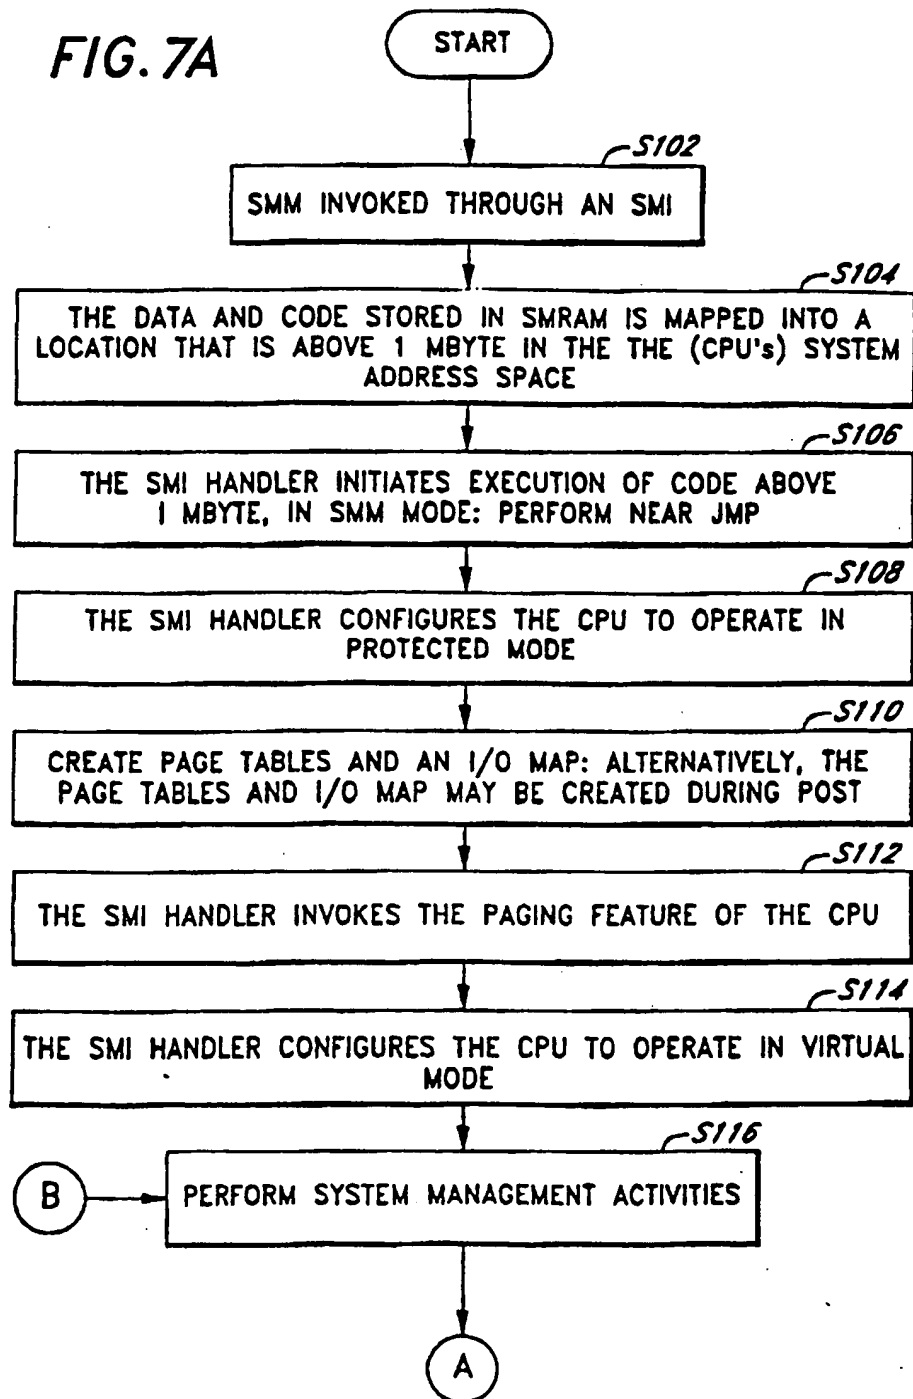 FIG. 7A
START
S102
SMM INVOKED THROUGH AN SMI
S104
THE DATA AND CODE STORED IN SMRAM IS MAPPED INTO A
LOCATION THAT IS ABOVE 1 MBYTE IN THE THE (CPU's) SYSTEM
ADDRESS SPACE
S106
THE SMI HANDLER INITIATES EXECUTION OF CODE ABOVE
1 MBYTE, IN SMM MODE: PERFORM NEAR JMP
S108
THE SMI HANDLER CONFIGURES THE CPU TO OPERATE IN
PROTECTED MODE
S110
CREATE PAGE TABLES AND AN I/O MAP: ALTERNATIVELY, THE
PAGE TABLES AND I/O MAP MAY BE CREATED DURING POST
S112
THE SMI HANDLER INVOKES THE PAGING FEATURE OF THE CPU
S114
THE SMI HANDLER CONFIGURES THE CPU TO OPERATE IN VIRTUAL
MODE
S116
B
PERFORM SYSTEM MANAGEMENT ACTIVITIES
A